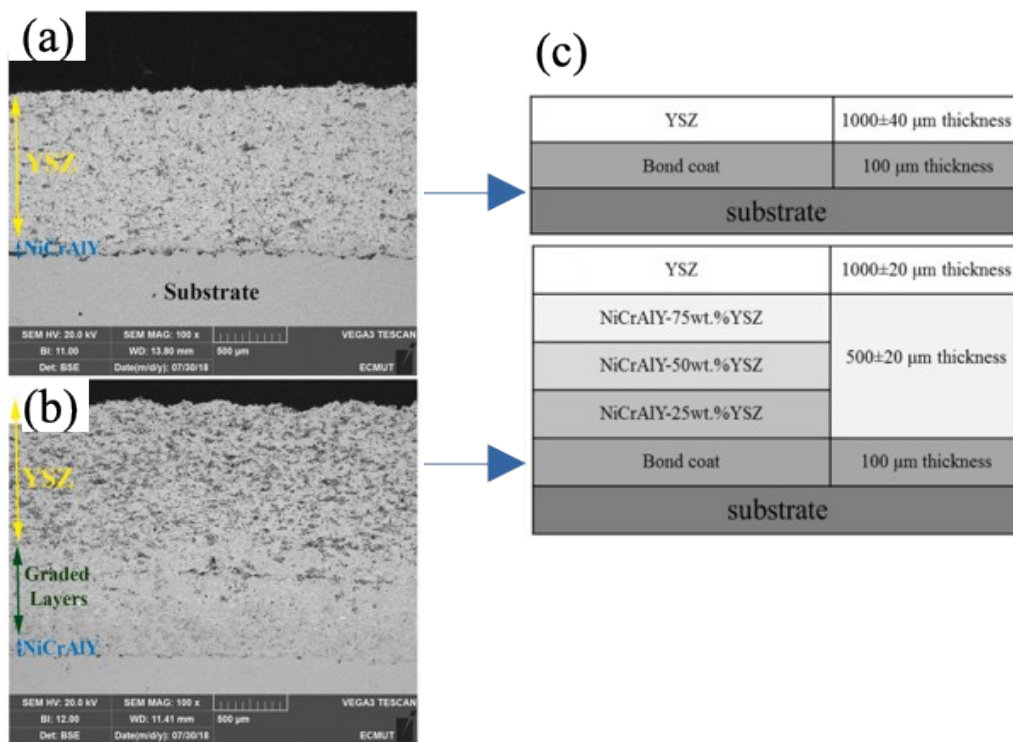 (a)
YSZ
NiCrAlY
Substrate
SEM HV: 20.0 kV SEM MAG: 100 x VEGA3 TESCAN
BI: 11.00 WD: 13.80 mm 500 µm
Det: BSE Date(m/d/y): 07/30/18 ECMUT
(b)
YSZ
Graded
Layers
NiCrAlY
SEM HV: 20.0 kV SEM MAG: 100 x VEGA3 TESCAN
BI: 12.00 WD: 11.41 mm 500 µm
Det: BSE Date(m/d/y): 07/30/18 ECMUT
(c)
YSZ 1000±40 µm thickness
Bond coat 100 µm thickness
substrate
YSZ 1000±20 µm thickness
NiCrAlY-75wt.%YSZ
NiCrAlY-50wt.%YSZ 500±20 µm thickness
NiCrAlY-25wt.%YSZ
Bond coat 100 µm thickness
substrate